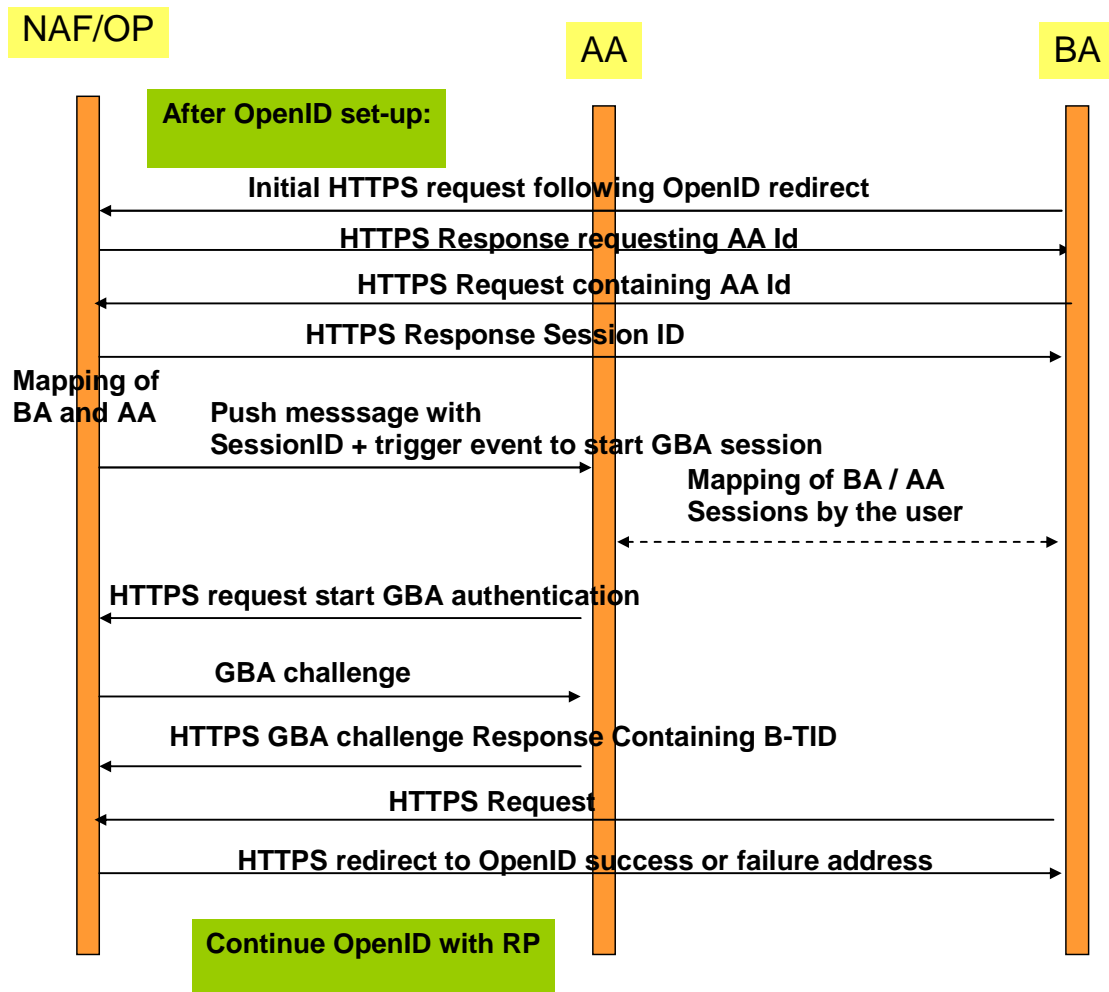 NAF/OP
AA
BA
After OpenID set-up:
Initial HTTPS request following OpenID redirect
HTTPS Response requesting AA Id
HTTPS Request containing AA Id
HTTPS Response Session ID
Mapping of
BA and AA
Push messsage with
SessionID + trigger event to start GBA session
Mapping of BA / AA
Sessions by the user
HTTPS request start GBA authentication
GBA challenge
HTTPS GBA challenge Response Containing B-TID
HTTPS Request
HTTPS redirect to OpenID success or failure address
Continue OpenID with RP